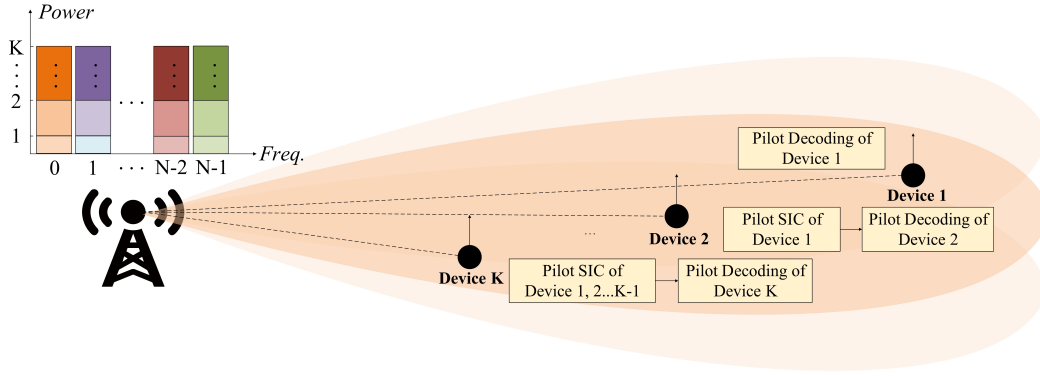 Power
K
2
1
0 1 ... N-2 N-1
Freq.
Pilot Decoding of
Device 1
Device 1
Pilot SIC of
Device 1
Pilot Decoding of
Device 2
Device 2
...
Device K
Pilot SIC of
Device 1, 2...K-1
Pilot Decoding of
Device K